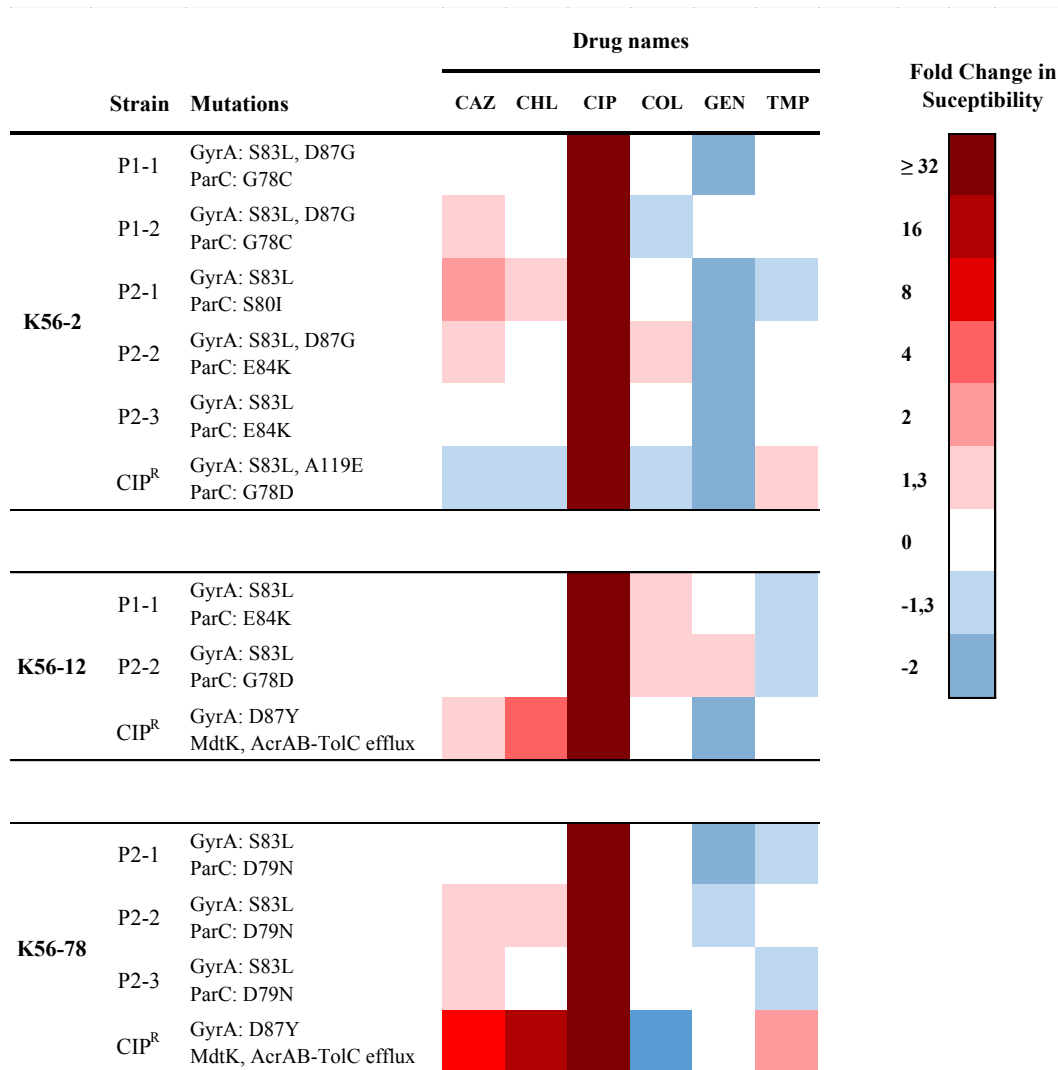 Drug names
Fold Change in
Suceptibility
Strain Mutations CAZ CHL CIP COL GEN TMP
K56-2
P1-1
GyrA: S83L, D87G
ParC: G78C
P1-2
GyrA: S83L, D87G
ParC: G78C
P2-1
GyrA: S83L
ParC: S80I
P2-2
GyrA: S83L, D87G
ParC: E84K
P2-3
GyrA: S83L
ParC: E84K
CIPR
GyrA: S83L, A119E
ParC: G78D
K56-12
P1-1
GyrA: S83L
ParC: E84K
P2-2
GyrA: S83L
ParC: G78D
CIPR
GyrA: D87Y
MdtK, AcrAB-TolC efflux
K56-78
P2-1
GyrA: S83L
ParC: D79N
P2-2
GyrA: S83L
ParC: D79N
P2-3
GyrA: S83L
ParC: D79N
CIPR
GyrA: D87Y
MdtK, AcrAB-TolC efflux
≥ 32
16
8
4
2
1,3
0
-1,3
-2